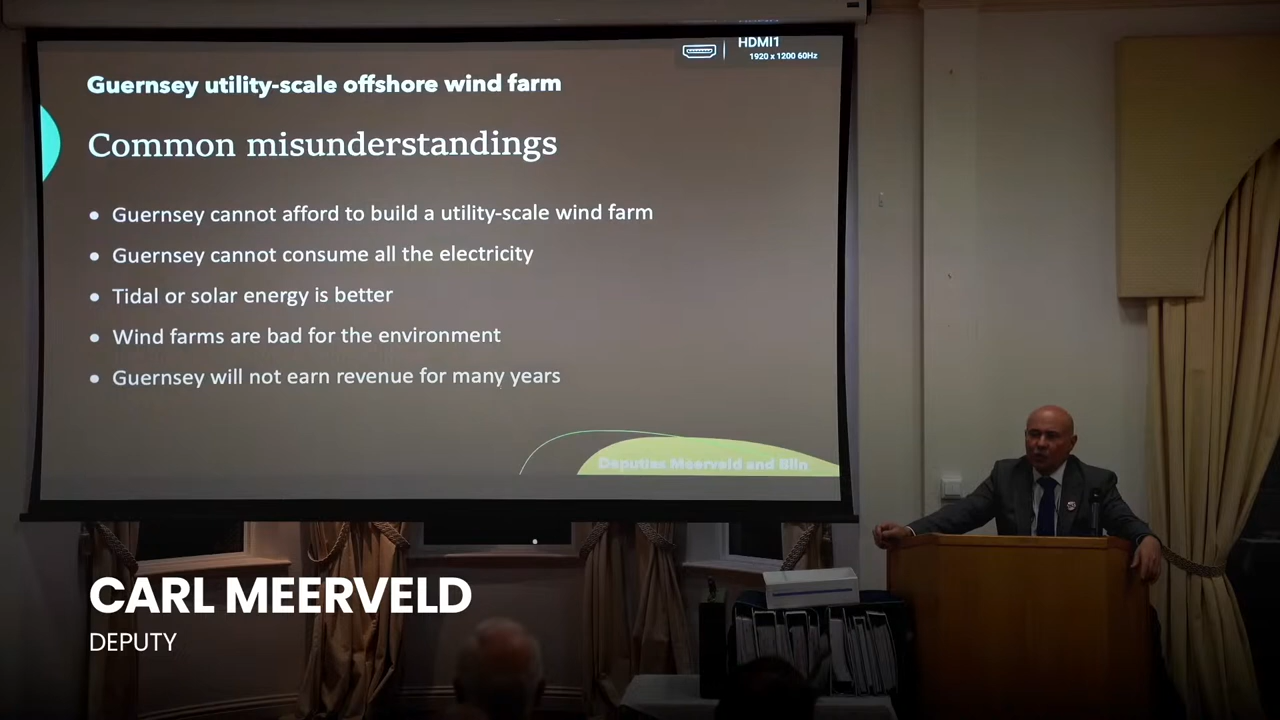 HDMI1
1920 x 1200 60Hz
Guernsey utility-scale offshore wind farm
Common misunderstandings
• Guernsey cannot afford to build a utility-scale wind farm
• Guernsey cannot consume all the electricity
• Tidal or solar energy is better
• Wind farms are bad for the environment
• Guernsey will not earn revenue for many years
Deputies Meerveld and Blin
CARL MEERVELD
DEPUTY